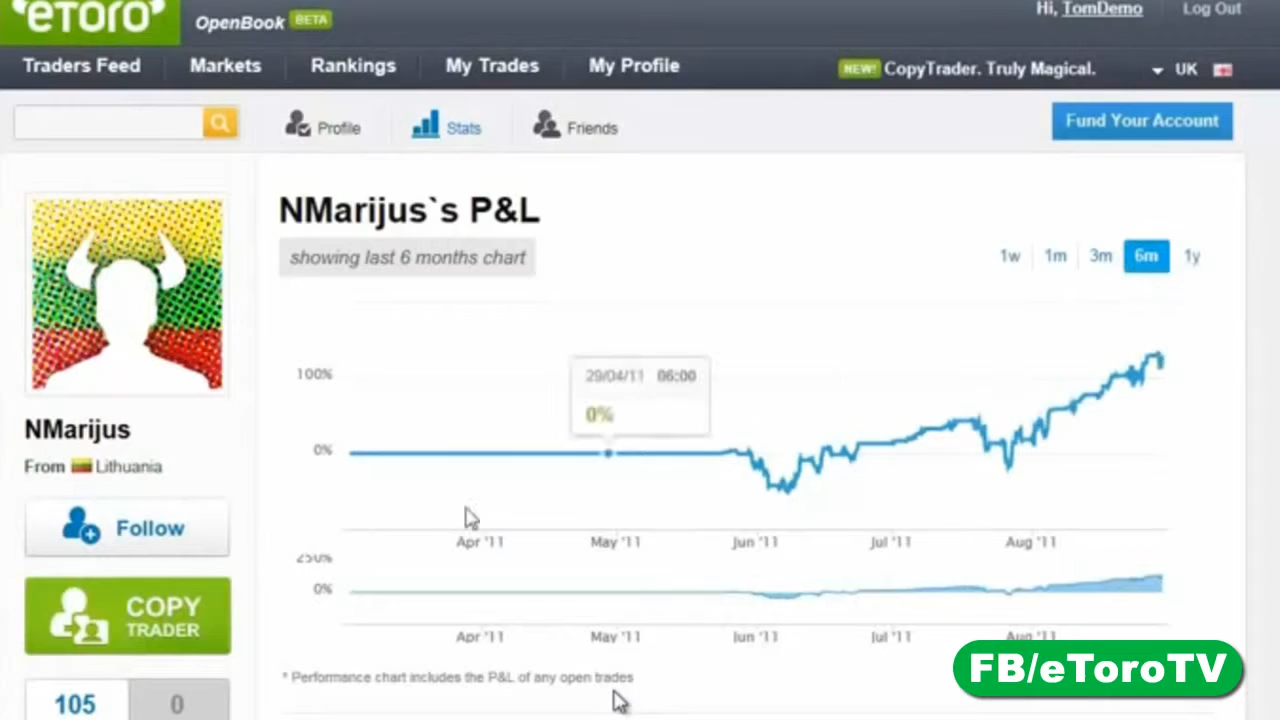 eToro OpenBook BETA
Hi, TomDemo Log Out
Traders Feed Markets Rankings My Trades My Profile NEW! CopyTrader. Truly Magical. UK
Profile Stats Friends Fund Your Account
NMarijus`s P&L
showing last 6 months chart
1w 1m 3m 6m 1y
100%
29/04/11 06:00
0%
0%
Apr '11 May '11 Jun '11 Jul '11 Aug '11
250%
0%
Apr '11 May '11 Jun '11 Jul '11 Aug '11
* Performance chart includes the P&L of any open trades
NMarijus
From Lithuania
Follow
COPY
TRADER
105 0
FB/eToroTV